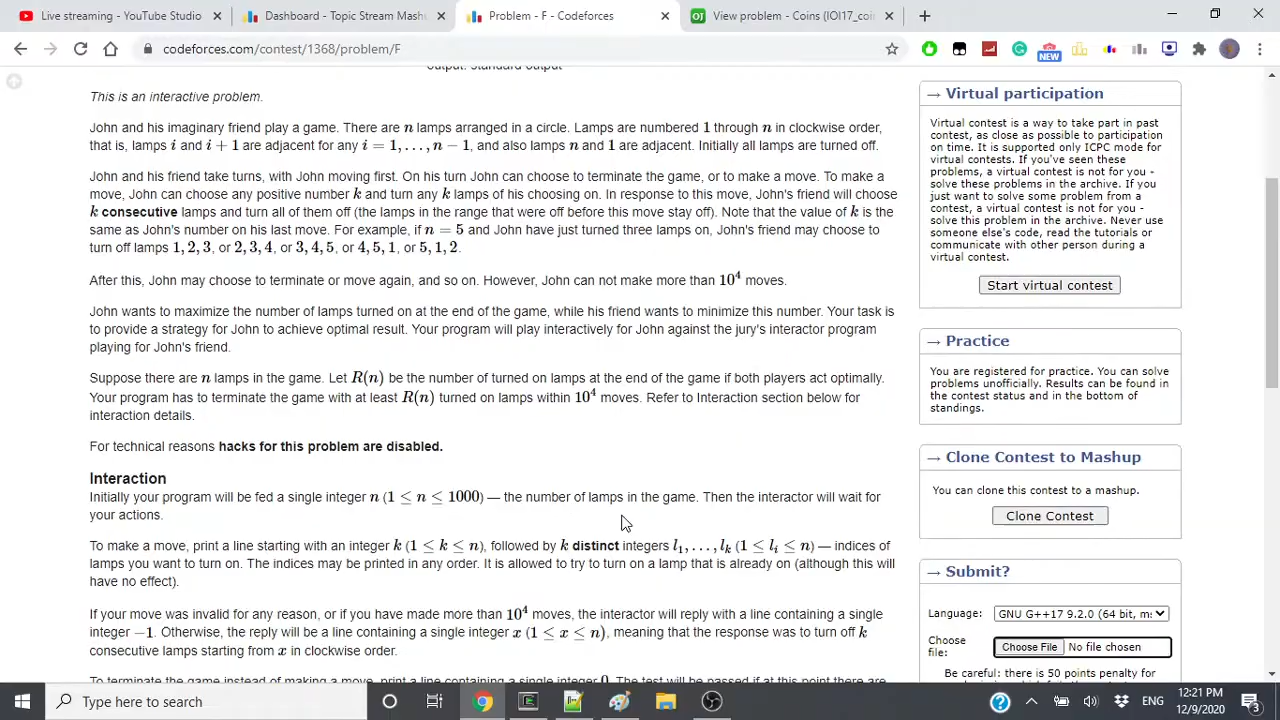 Live streaming - YouTube Studio
Dashboard - Topic Stream Mashu
Problem - F - Codeforces
View problem - Coins (IOI17_coi
codeforces.com/contest/1368/problem/F
NEW
output: standard output
This is an interactive problem.
John and his imaginary friend play a game. There are n lamps arranged in a circle. Lamps are numbered 1 through n in clockwise order,
that is, lamps i and i + 1 are adjacent for any i = 1, . . . , n − 1, and also lamps n and 1 are adjacent. Initially all lamps are turned off.
John and his friend take turns, with John moving first. On his turn John can choose to terminate the game, or to make a move. To make a
move, John can choose any positive number k and turn any k lamps of his choosing on. In response to this move, John's friend will choose
k consecutive lamps and turn all of them off (the lamps in the range that were off before this move stay off). Note that the value of k is the
same as John's number on his last move. For example, if n = 5 and John have just turned three lamps on, John's friend may choose to
turn off lamps 1, 2, 3, or 2, 3, 4, or 3, 4, 5, or 4, 5, 1, or 5, 1, 2.
After this, John may choose to terminate or move again, and so on. However, John can not make more than 10⁴ moves.
John wants to maximize the number of lamps turned on at the end of the game, while his friend wants to minimize this number. Your task is
to provide a strategy for John to achieve optimal result. Your program will play interactively for John against the jury's interactor program
playing for John's friend.
Suppose there are n lamps in the game. Let R(n) be the number of turned on lamps at the end of the game if both players act optimally.
Your program has to terminate the game with at least R(n) turned on lamps within 10⁴ moves. Refer to Interaction section below for
interaction details.
For technical reasons hacks for this problem are disabled.
Interaction
Initially your program will be fed a single integer n (1 ≤ n ≤ 1000) — the number of lamps in the game. Then the interactor will wait for
your actions.
To make a move, print a line starting with an integer k (1 ≤ k ≤ n), followed by k distinct integers l₁, . . . , lₖ (1 ≤ lᵢ ≤ n) — indices of
lamps you want to turn on. The indices may be printed in any order. It is allowed to try to turn on a lamp that is already on (although this will
have no effect).
If your move was invalid for any reason, or if you have made more than 10⁴ moves, the interactor will reply with a line containing a single
integer −1. Otherwise, the reply will be a line containing a single integer x (1 ≤ x ≤ n), meaning that the response was to turn off k
consecutive lamps starting from x in clockwise order.
To terminate the game instead of making a move, print a line containing a single integer 0. The test will be passed if at this point there are
→ Virtual participation
Virtual contest is a way to take part in past
contest, as close as possible to participation
on time. It is supported only ICPC mode for
virtual contests. If you've seen these
problems, a virtual contest is not for you -
solve these problems in the archive. If you
just want to solve some problem from a
contest, a virtual contest is not for you -
solve this problem in the archive. Never use
someone else's code, read the tutorials or
communicate with other person during a
virtual contest.
Start virtual contest
→ Practice
You are registered for practice. You can solve
problems unofficially. Results can be found in
the contest status and in the bottom of
standings.
→ Clone Contest to Mashup
You can clone this contest to a mashup.
Clone Contest
→ Submit?
Language: GNU G++17 9.2.0 (64 bit, ms
Choose
file:
Choose File No file chosen
Be careful: there is 50 points penalty for
Type here to search
ENG
12:21 PM
12/9/2020
3